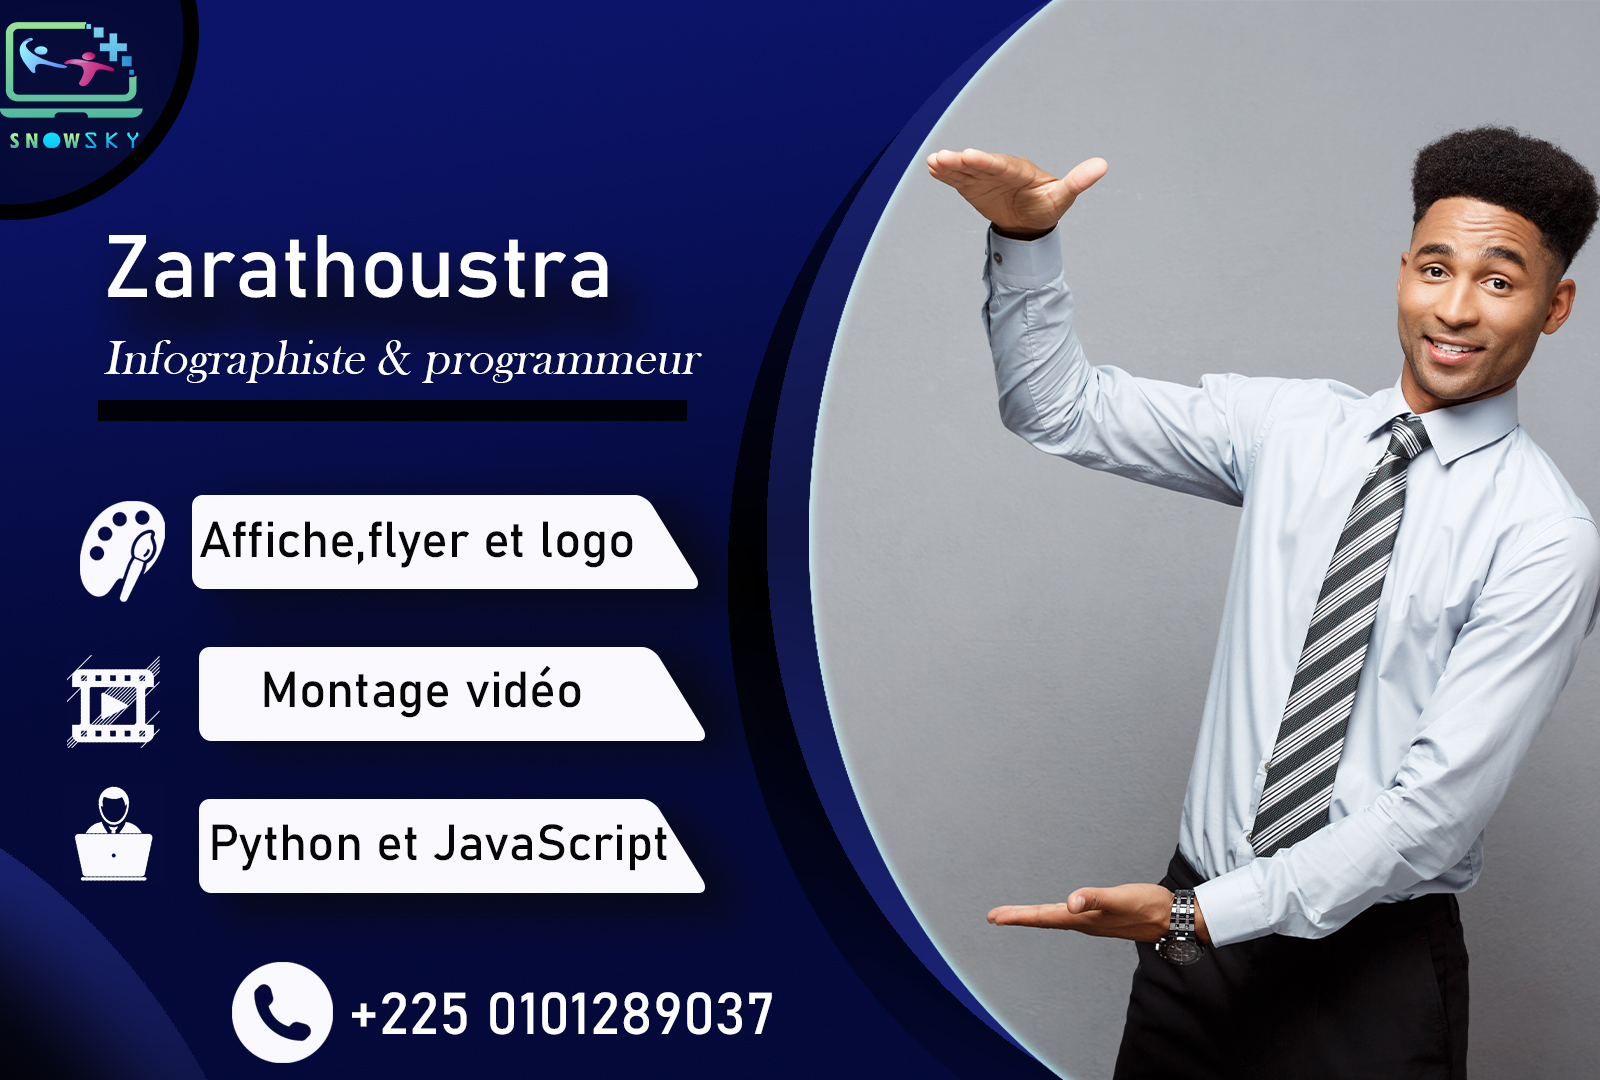 SNOWSKY
Zarathoustra
Infographiste & programmeur
Affiche,flyer et logo
Montage vidéo
Python et JavaScript
+225 0101289037